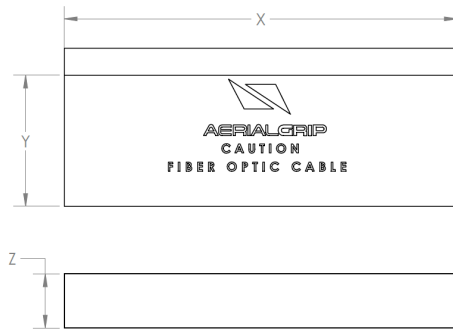 X
Y
AERIALGRIP
CAUTION
FIBER OPTIC CABLE
Z